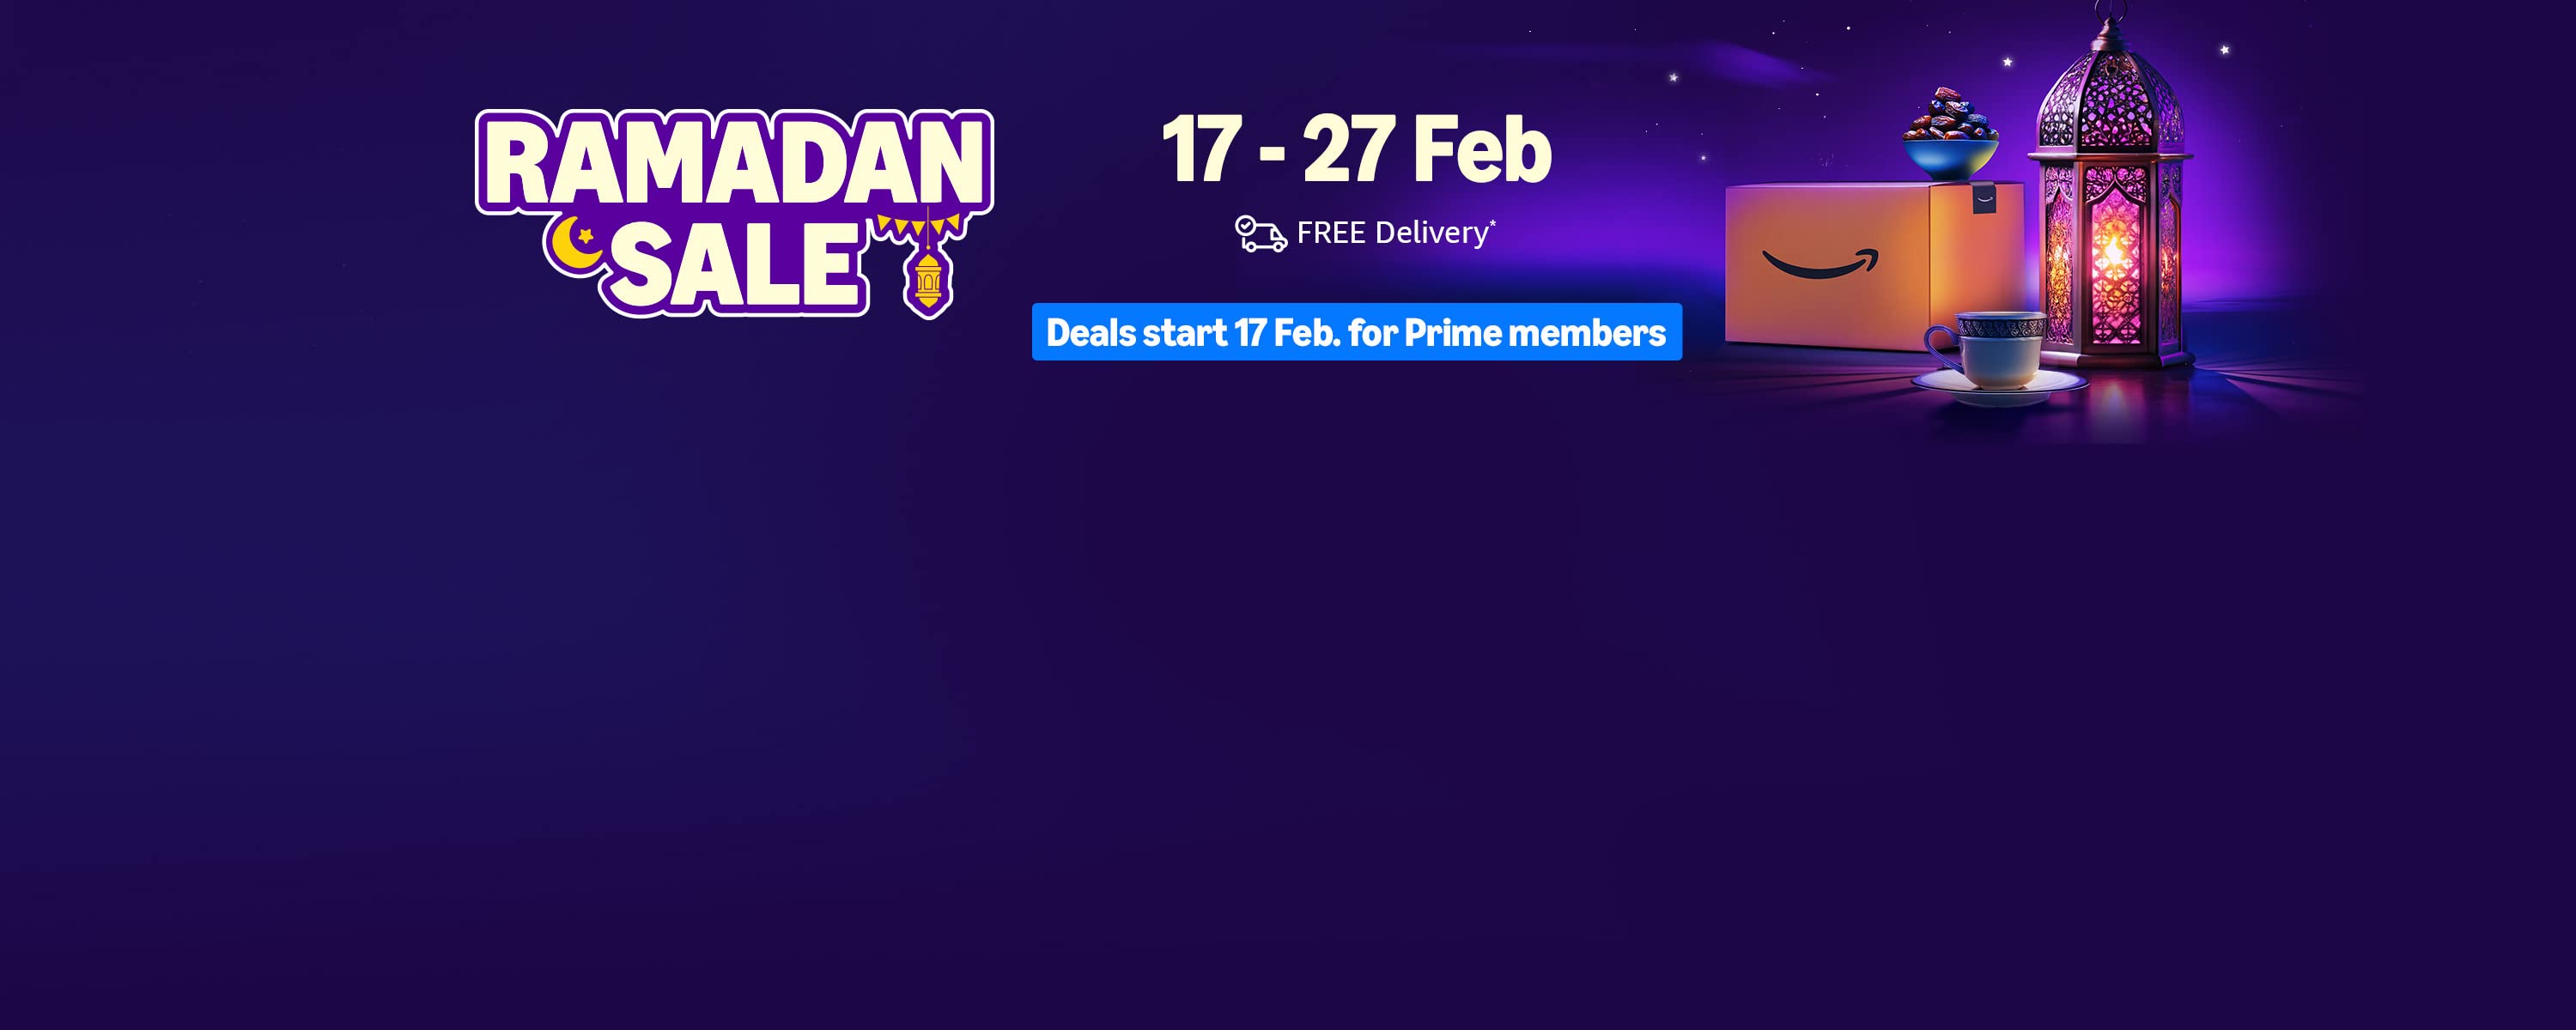 RAMADAN
SALE
17 - 27 Feb
FREE Delivery*
Deals start 17 Feb. for Prime members